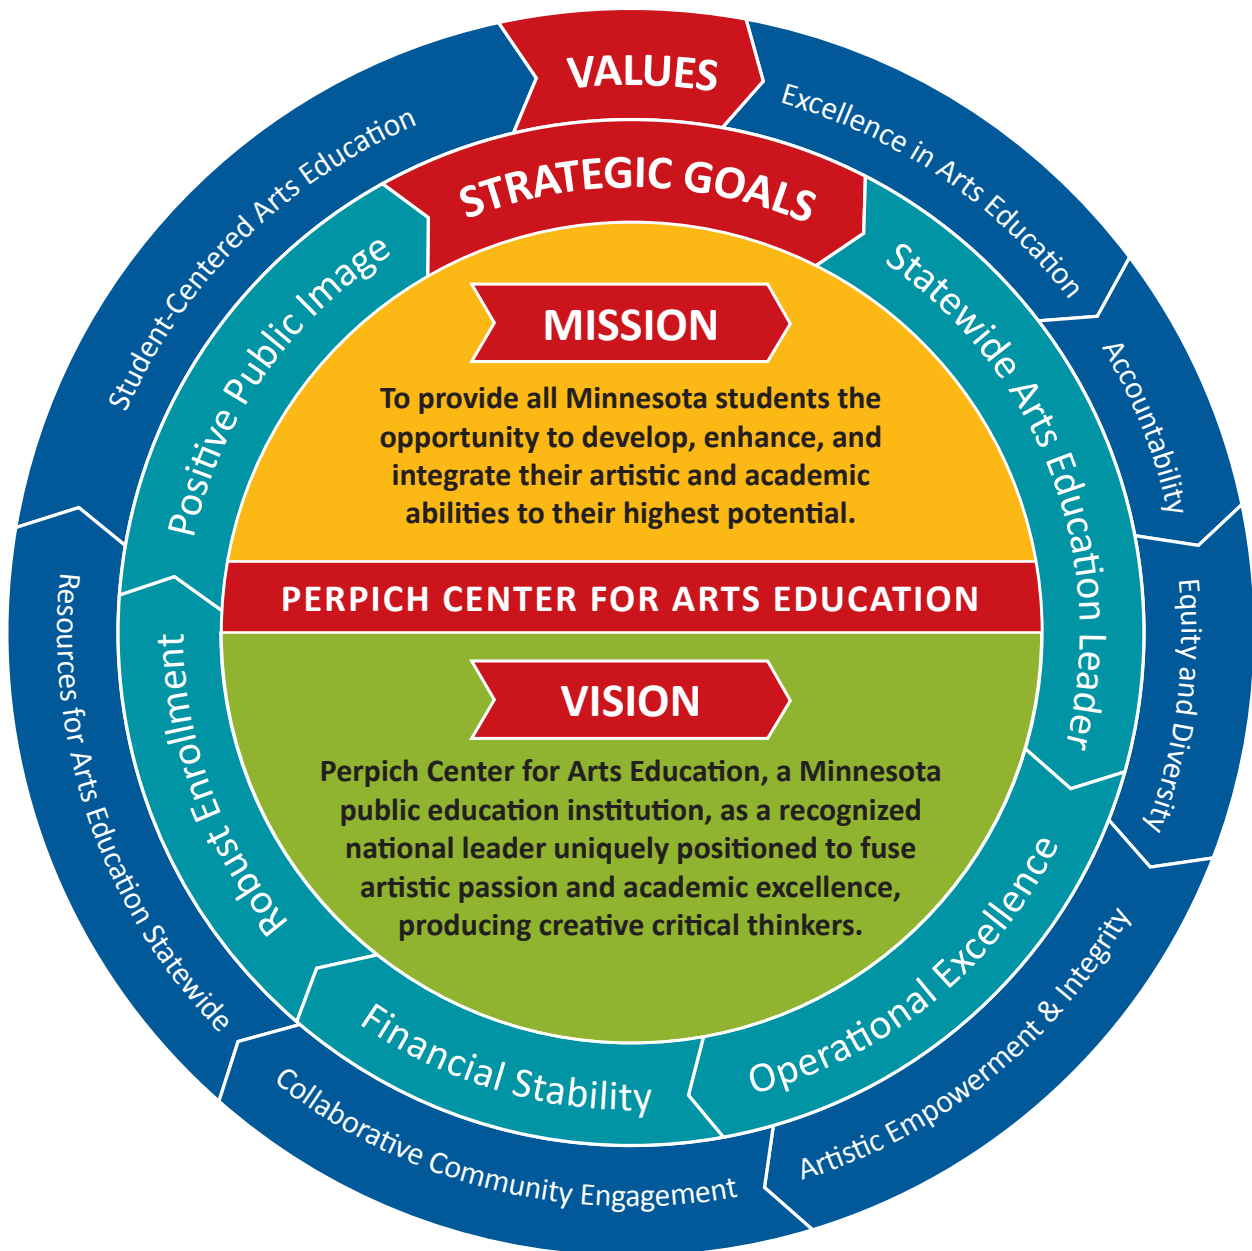 VALUES
Excellence in Arts Education
Accountability
Equity and Diversity
Artistic Empowerment & Integrity
Collaborative Community Engagement
Resources for Arts Education Statewide
Student-Centered Arts Education
STRATEGIC GOALS
Statewide Arts Education Leader
Operational Excellence
Financial Stability
Robust Enrollment
Positive Public Image
MISSION
To provide all Minnesota students the
opportunity to develop, enhance, and
integrate their artistic and academic
abilities to their highest potential.
PERPICH CENTER FOR ARTS EDUCATION
VISION
Perpich Center for Arts Education, a Minnesota
public education institution, as a recognized
national leader uniquely positioned to fuse
artistic passion and academic excellence,
producing creative critical thinkers.